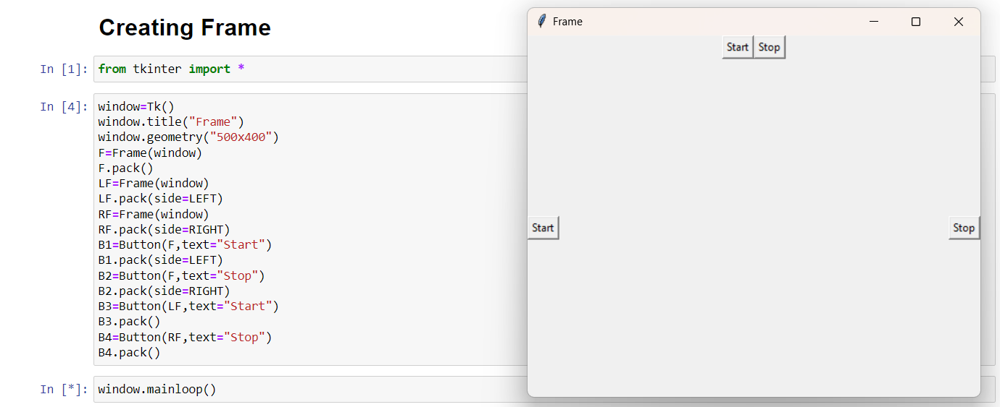 Creating Frame
In [1]: from tkinter import *
In [4]: window=Tk()
window.title("Frame")
window.geometry("500x400")
F=Frame(window)
F.pack()
LF=Frame(window)
LF.pack(side=LEFT)
RF=Frame(window)
RF.pack(side=RIGHT)
B1=Button(F,text="Start")
B1.pack(side=LEFT)
B2=Button(F,text="Stop")
B2.pack(side=RIGHT)
B3=Button(LF,text="Start")
B3.pack()
B4=Button(RF,text="Stop")
B4.pack()
In [*]: window.mainloop()
Frame
Start Stop
Start Stop